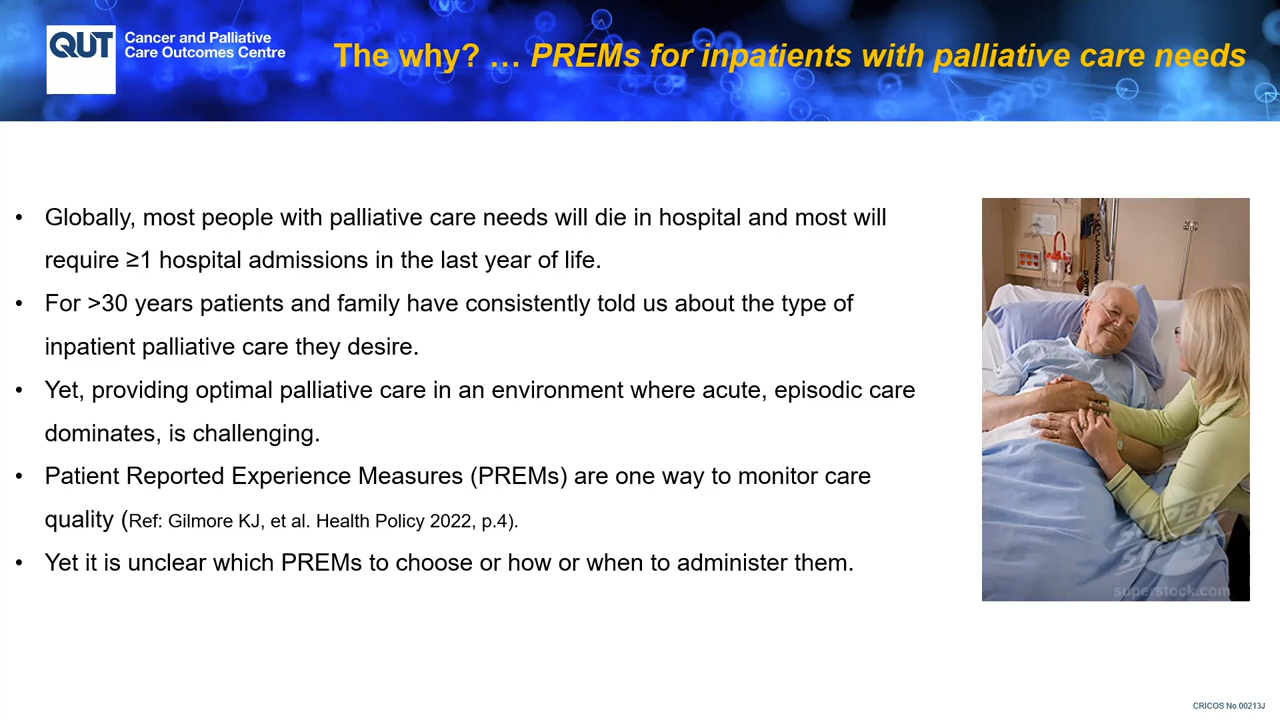 QUT
Cancer and Palliative
Care Outcomes Centre
The why? … PREMs for inpatients with palliative care needs
• Globally, most people with palliative care needs will die in hospital and most will
require ≥1 hospital admissions in the last year of life.
• For >30 years patients and family have consistently told us about the type of
inpatient palliative care they desire.
• Yet, providing optimal palliative care in an environment where acute, episodic care
dominates, is challenging.
• Patient Reported Experience Measures (PREMs) are one way to monitor care
quality (Ref: Gilmore KJ, et al. Health Policy 2022, p.4).
• Yet it is unclear which PREMs to choose or how or when to administer them.
SUPER
STOCK
superstock.com
CRICOS No.00213J